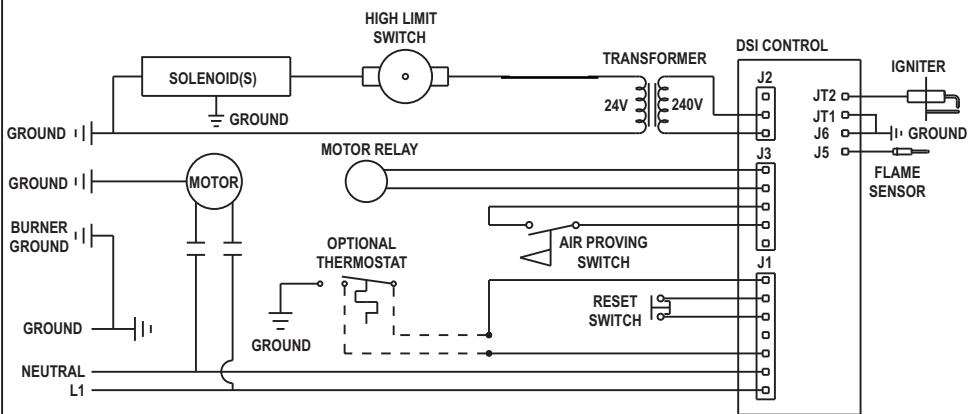 HIGH LIMIT
SWITCH
TRANSFORMER
DSI CONTROL
SOLENOID(S)
24V
240V
J2
IGNITER
JT2
JT1
J6
J5
GROUND
GROUND
GROUND
FLAME
SENSOR
MOTOR RELAY
J3
GROUND
MOTOR
BURNER
GROUND
OPTIONAL
THERMOSTAT
AIR PROVING
SWITCH
J1
RESET
SWITCH
GROUND
GROUND
NEUTRAL
L1